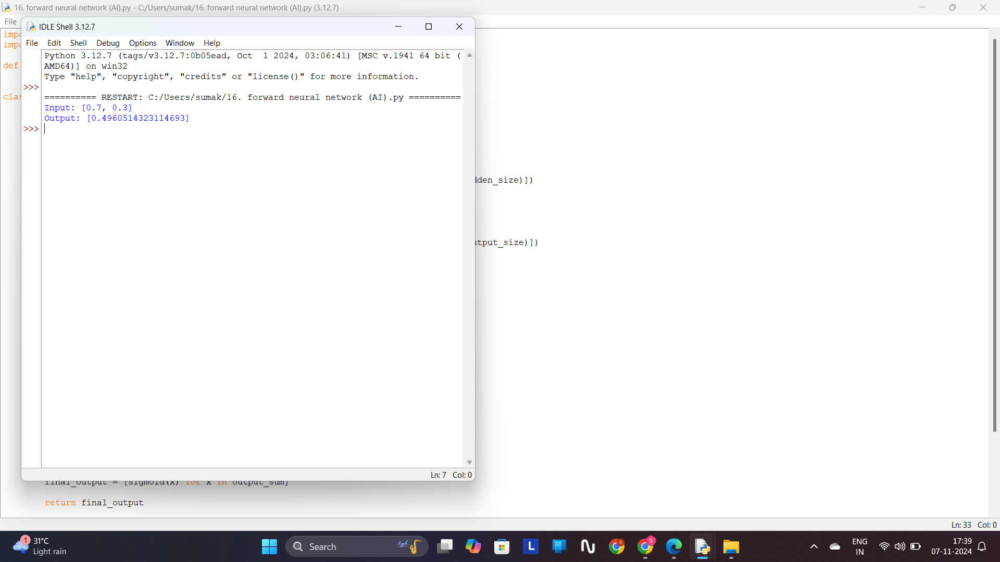 16. forward neural network (AI).py - C:/Users/sumak/16. forward neural network (AI).py (3.12.7)
File
IDLE Shell 3.12.7
File Edit Shell Debug Options Window Help
Python 3.12.7 (tags/v3.12.7:0b05ead, Oct  1 2024, 03:06:41) [MSC v.1941 64 bit (
AMD64)] on win32
Type "help", "copyright", "credits" or "license()" for more information.
>>>
========== RESTART: C:/Users/sumak/16. forward neural network (AI).py ==========
Input: [0.7, 0.3]
Output: [0.4960514323114693]
>>>
Ln: 7 Col: 0
def
dden_size)])
utput_size)])
final_output = [sigmoid(x) for x in output_sum]
return final_output
Ln: 33 Col: 0
1
31°C
Light rain
Search
L
S
S
ENG
IN
17:39
07-11-2024